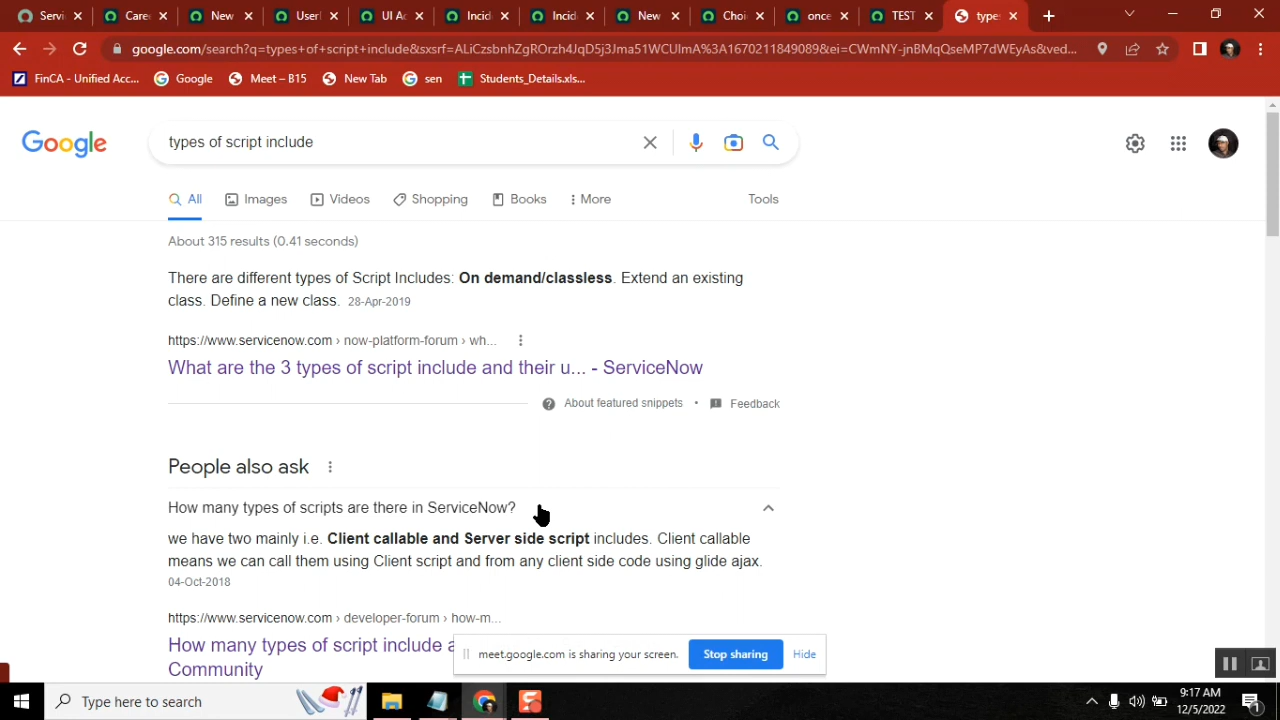 Servi
Caree
New
UserI
UI Ac
Incide
Incid
New
Choi
once
TEST
types
google.com/search?q=types+of+script+include&sxsrf=ALiCzsbnhZgROrzh4JqD5j3Jma51WCUlmA%3A1670211849089&ei=CWmNY-jnBMqQseMP7dWEyAs&ved...
FinCA - Unified Acc...
Google
Meet – B15
New Tab
sen
Students_Details.xls...
Google
types of script include
All
Images
Videos
Shopping
Books
More
Tools
About 315 results (0.41 seconds)
There are different types of Script Includes: On demand/classless. Extend an existing
class. Define a new class. 28-Apr-2019
https://www.servicenow.com › now-platform-forum › wh...
What are the 3 types of script include and their u... - ServiceNow
About featured snippets
Feedback
People also ask
How many types of scripts are there in ServiceNow?
we have two mainly i.e. Client callable and Server side script includes. Client callable
means we can call them using Client script and from any client side code using glide ajax.
04-Oct-2018
https://www.servicenow.com › developer-forum › how-m...
How many types of script include a
Community
meet.google.com is sharing your screen.
Stop sharing
Hide
Type here to search
9:17 AM
12/5/2022
1